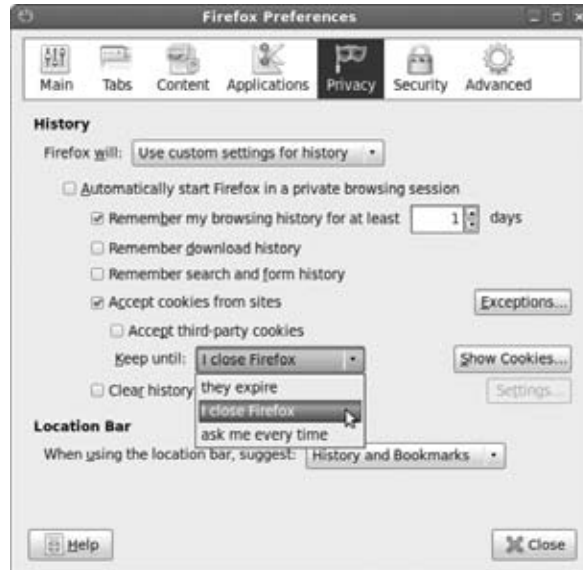 Firefox Preferences
Main Tabs Content Applications Privacy Security Advanced
History
Firefox will: Use custom settings for history
Automatically start Firefox in a private browsing session
Remember my browsing history for at least 1 days
Remember download history
Remember search and form history
Accept cookies from sites Exceptions...
Accept third-party cookies
Keep until: I close Firefox Show Cookies...
they expire
Clear history Settings...
I close Firefox
ask me every time
Location Bar
When using the location bar, suggest: History and Bookmarks
Help Close